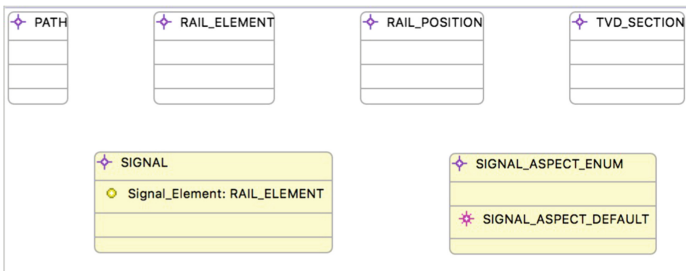 PATH
RAIL_ELEMENT
RAIL_POSITION
TVD_SECTION
SIGNAL
Signal_Element: RAIL_ELEMENT
SIGNAL_ASPECT_ENUM
SIGNAL_ASPECT_DEFAULT